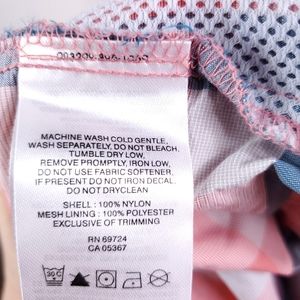 MACHINE WASH COLD GENTLE,
WASH SEPARATELY, DO NOT BLEACH.
TUMBLE DRY LOW,
REMOVE PROMPTLY, IRON LOW,
DO NOT USE FABRIC SOFTENER.
IF PRESENT DO NOT IRON DECAL.
DO NOT DRYCLEAN
SHELL : 100% NYLON
MESH LINING : 100% POLYESTER
EXCLUSIVE OF TRIMMING
RN 69724
CA 05367
30 C